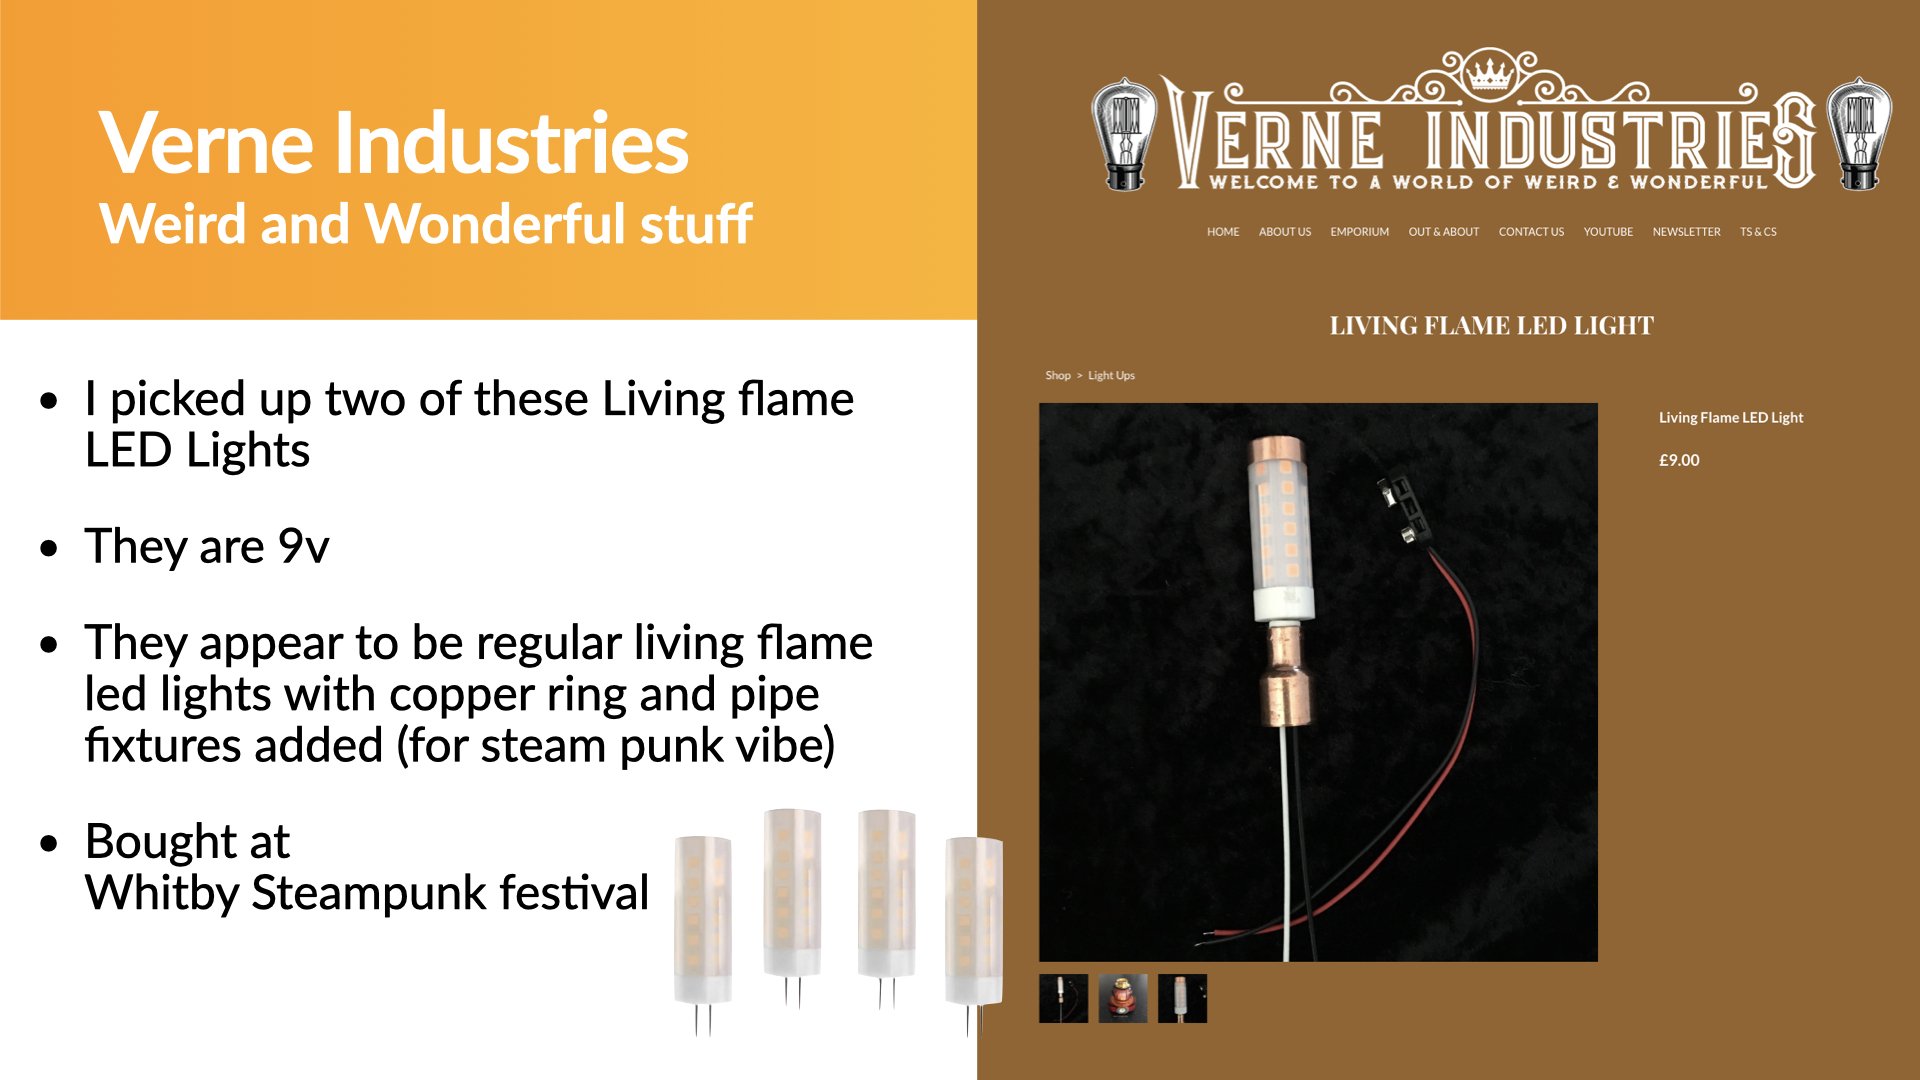 Verne Industries
Weird and Wonderful stuff
• I picked up two of these Living flame
LED Lights
• They are 9v
• They appear to be regular living flame
led lights with copper ring and pipe
fixtures added (for steam punk vibe)
• Bought at
Whitby Steampunk festival
VERNE INDUSTRIES
WELCOME TO A WORLD OF WEIRD & WONDERFUL
HOME ABOUT US EMPORIUM OUT & ABOUT CONTACT US YOUTUBE NEWSLETTER TS & CS
LIVING FLAME LED LIGHT
Shop > Light Ups
Living Flame LED Light
£9.00